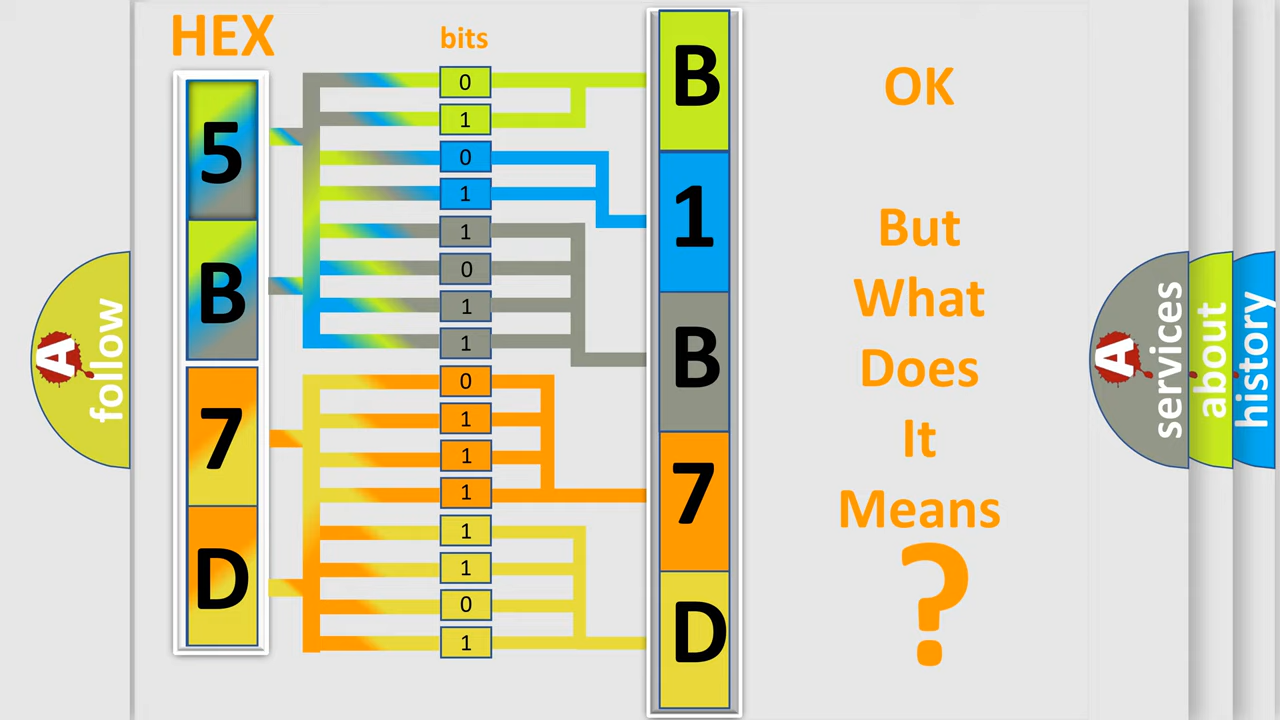 HEX
bits
5
B
7
D
0
1
0
1
1
0
1
1
0
1
1
1
1
1
0
1
B
1
B
7
D
OK
But
What
Does
It
Means
?
A
follow
A
services
about
history